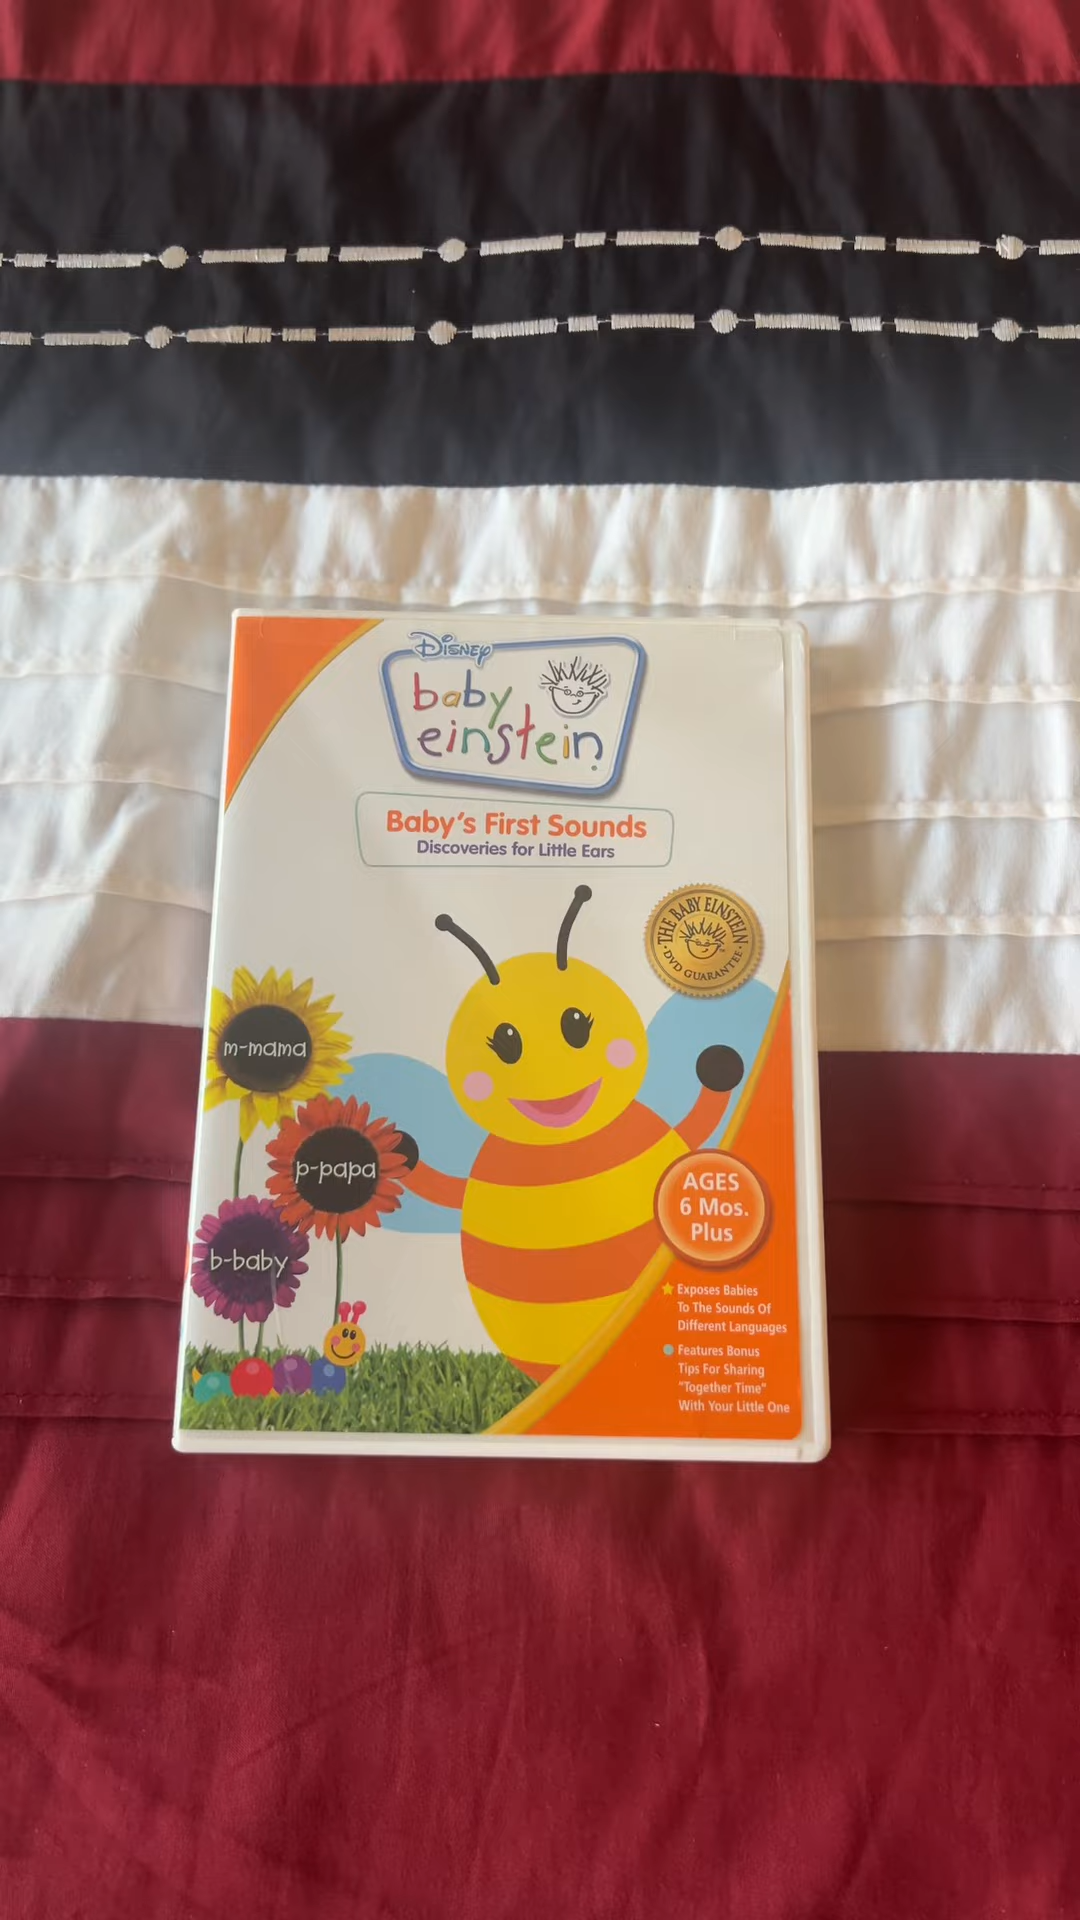 Disney
baby
einstein
Baby's First Sounds
Discoveries for Little Ears
THE BABY EINSTEIN
DVD GUARANTEE
m-mama
p-papa
b-baby
AGES
6 Mos.
Plus
Exposes Babies
To The Sounds Of
Different Languages
Features Bonus
Tips For Sharing
"Together Time"
With Your Little One